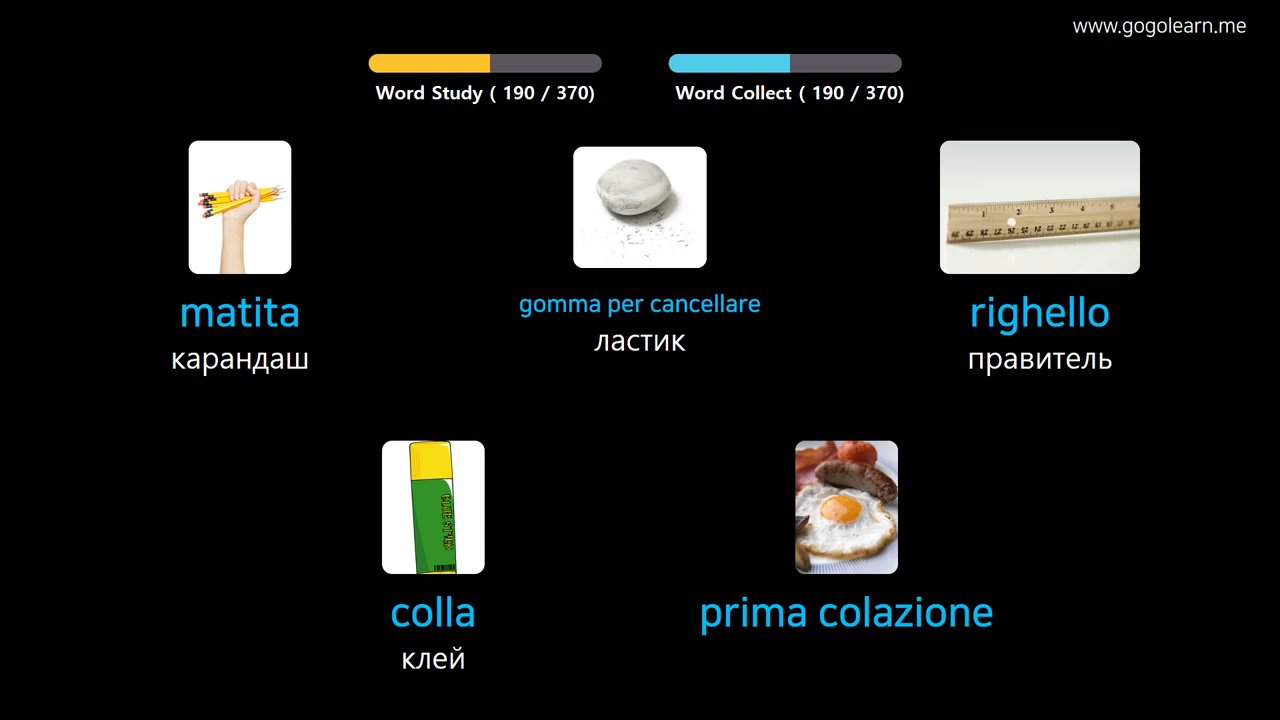 www.gogolearn.me
Word Study ( 190 / 370)
Word Collect ( 190 / 370)
matita
карандаш
gomma per cancellare
ластик
righello
правитель
colla
клей
prima colazione